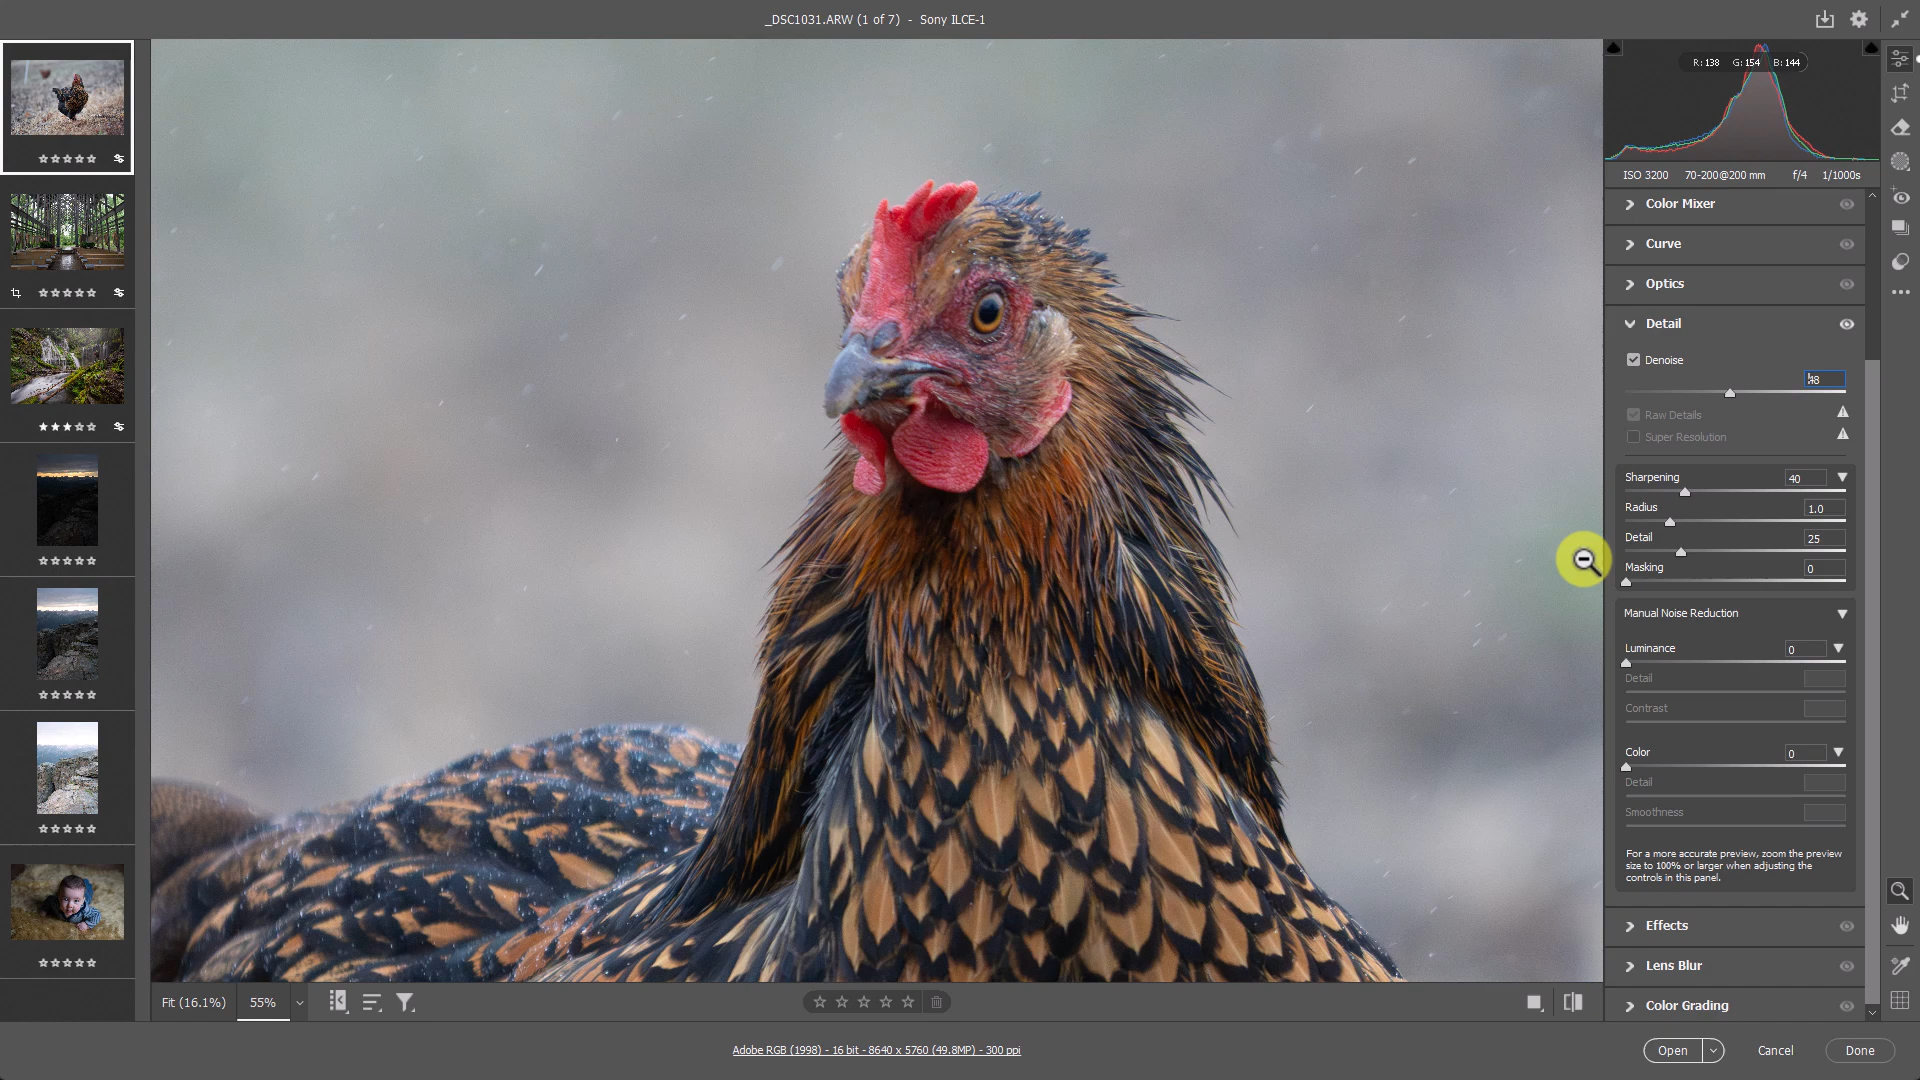 _DSC1031.ARW (1 of 7) - Sony ILCE-1
R: 138 G: 154 B: 144
ISO 3200 70-200@200 mm f/4 1/1000s
Color Mixer
Curve
Optics
Detail
Denoise
48
Raw Details
Super Resolution
Sharpening 40
Radius 1.0
Detail 25
Masking 0
Manual Noise Reduction
Luminance 0
Detail
Contrast
Color 0
Detail
Smoothness
For a more accurate preview, zoom the preview
size to 100% or larger when adjusting the
controls in this panel.
Effects
Lens Blur
Color Grading
Fit (16.1%) 55%
Adobe RGB (1998) - 16 bit - 8640 x 5760 (49.8MP) - 300 ppi
Open Cancel Done